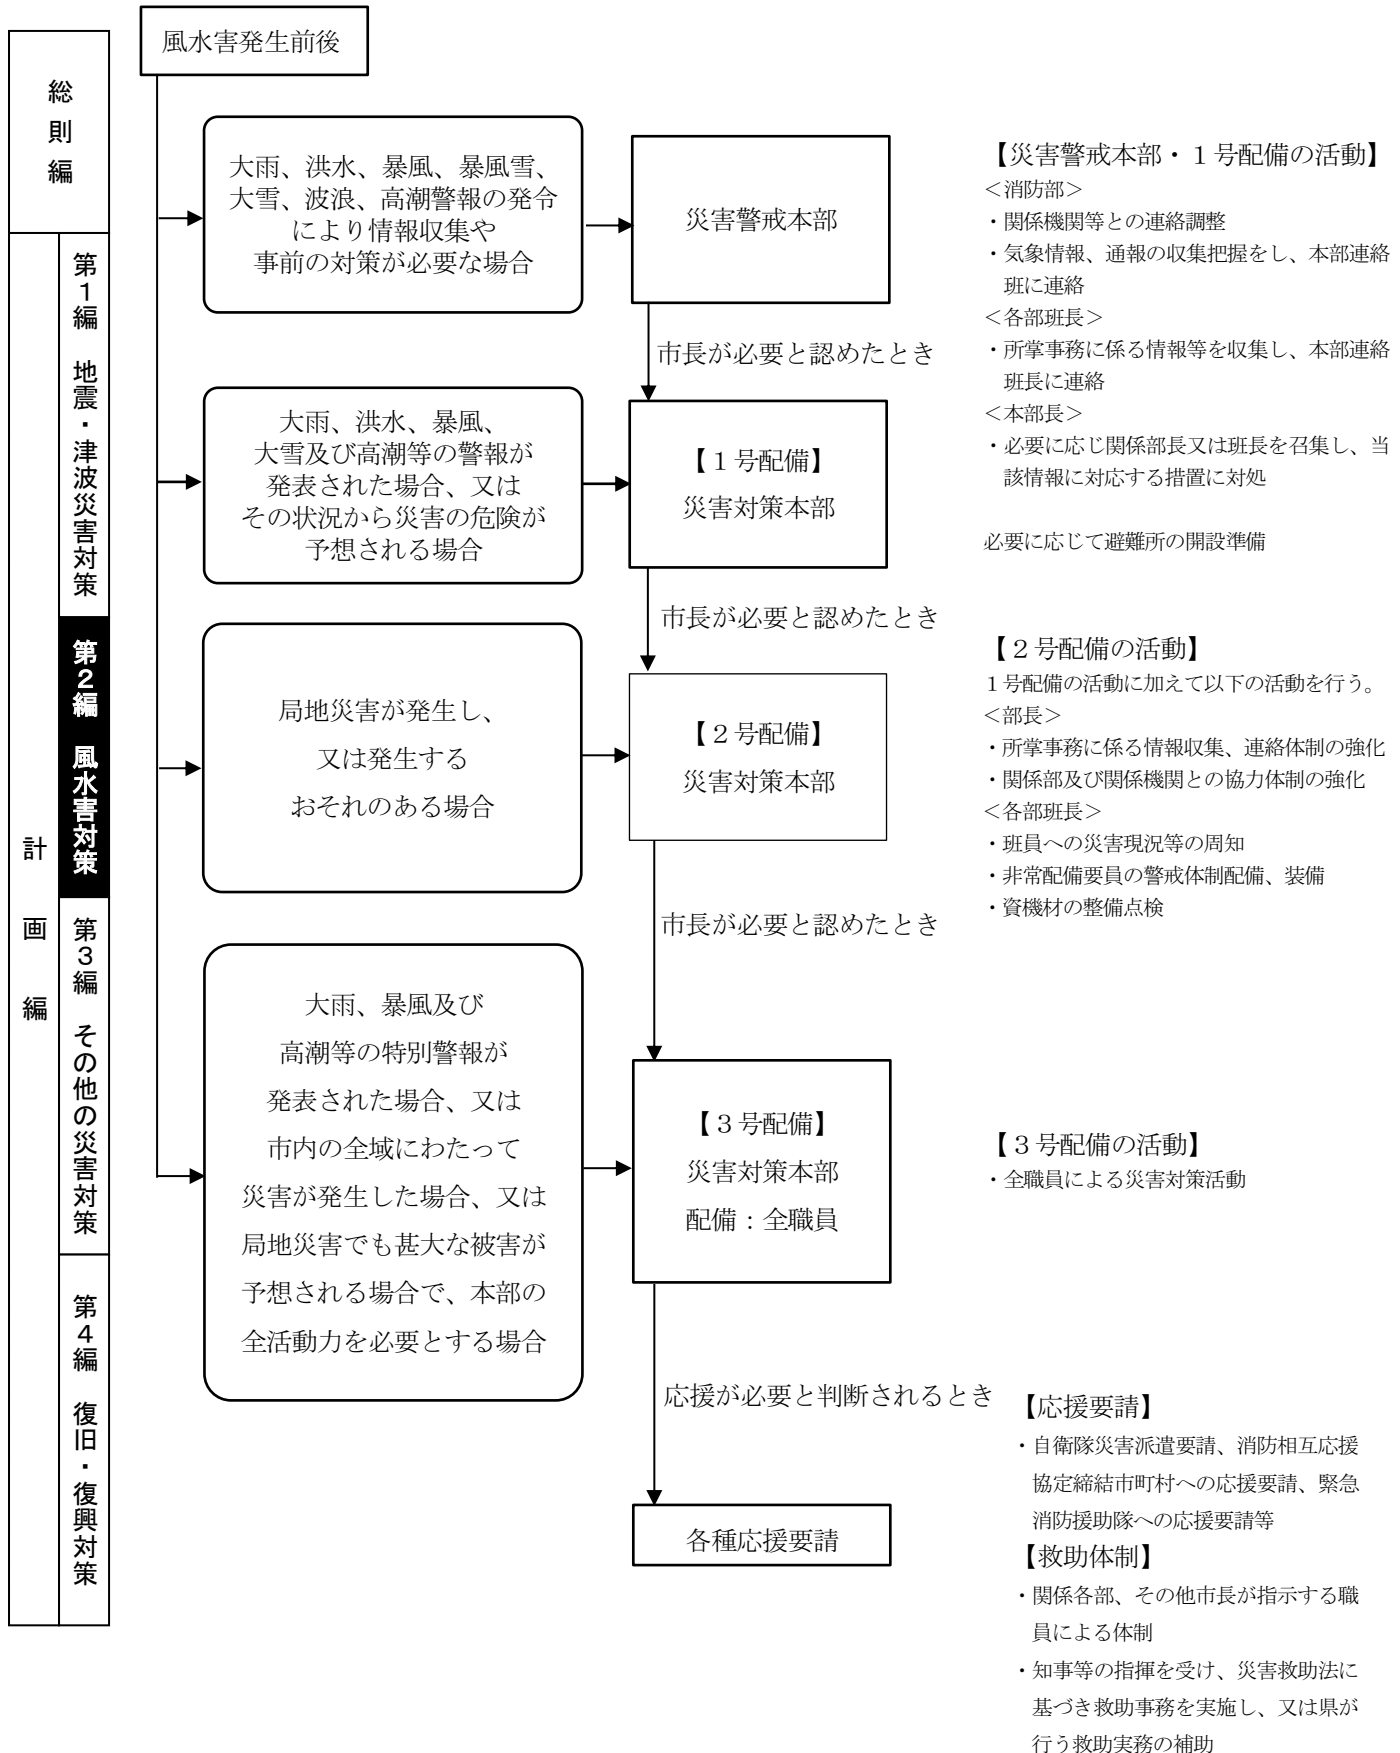 風水害発生前後
総則編
計画編
第1編 地震・津波災害対策
第2編 風水害対策
第3編 その他の災害対策
第4編 復旧・復興対策
大雨、洪水、暴風、暴風雪、
大雪、波浪、高潮警報の発令
により情報収集や
事前の対策が必要な場合
災害警戒本部
市長が必要と認めたとき
大雨、洪水、暴風、
大雪及び高潮等の警報が
発表された場合、又は
その状況から災害の危険が
予想される場合
【1号配備】
災害対策本部
市長が必要と認めたとき
局地災害が発生し、
又は発生する
おそれのある場合
【2号配備】
災害対策本部
市長が必要と認めたとき
大雨、暴風及び
高潮等の特別警報が
発表された場合、又は
市内の全域にわたって
災害が発生した場合、又は
局地災害でも甚大な被害が
予想される場合で、本部の
全活動力を必要とする場合
【3号配備】
災害対策本部
配備：全職員
応援が必要と判断されるとき
各種応援要請
【災害警戒本部・1号配備の活動】
＜消防部＞
・関係機関等との連絡調整
・気象情報、通報の収集把握をし、本部連絡
班に連絡
＜各部班長＞
・所掌事務に係る情報等を収集し、本部連絡
班長に連絡
＜本部長＞
・必要に応じ関係部長又は班長を召集し、当
該情報に対応する措置に対処
必要に応じて避難所の開設準備
【2号配備の活動】
1号配備の活動に加えて以下の活動を行う。
＜部長＞
・所掌事務に係る情報収集、連絡体制の強化
・関係部及び関係機関との協力体制の強化
＜各部班長＞
・班員への災害現況等の周知
・非常配備要員の警戒体制配備、装備
・資機材の整備点検
【3号配備の活動】
・全職員による災害対策活動
【応援要請】
・自衛隊災害派遣要請、消防相互応援
協定締結市町村への応援要請、緊急
消防援助隊への応援要請等
【救助体制】
・関係各部、その他市長が指示する職
員による体制
・知事等の指揮を受け、災害救助法に
基づき救助事務を実施し、又は県が
行う救助実務の補助